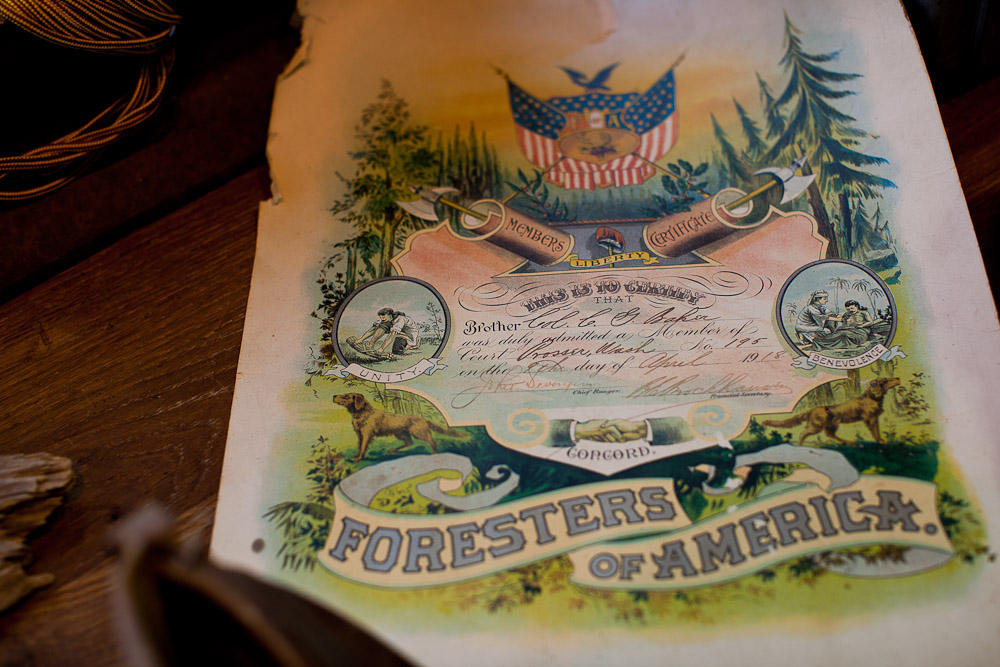 F A
MEMBERS CERTIFICATE
LIBERTY
THIS IS TO CERTIFY
THAT
Brother Col. C. G.
was duly admitted a Member of
Court Prosser, Wash. No. 195
on the day of April 1918
Chief Ranger. Financial Secretary.
UNITY.
BENEVOLENCE
CONCORD.
FORESTERS
OF AMERICA.